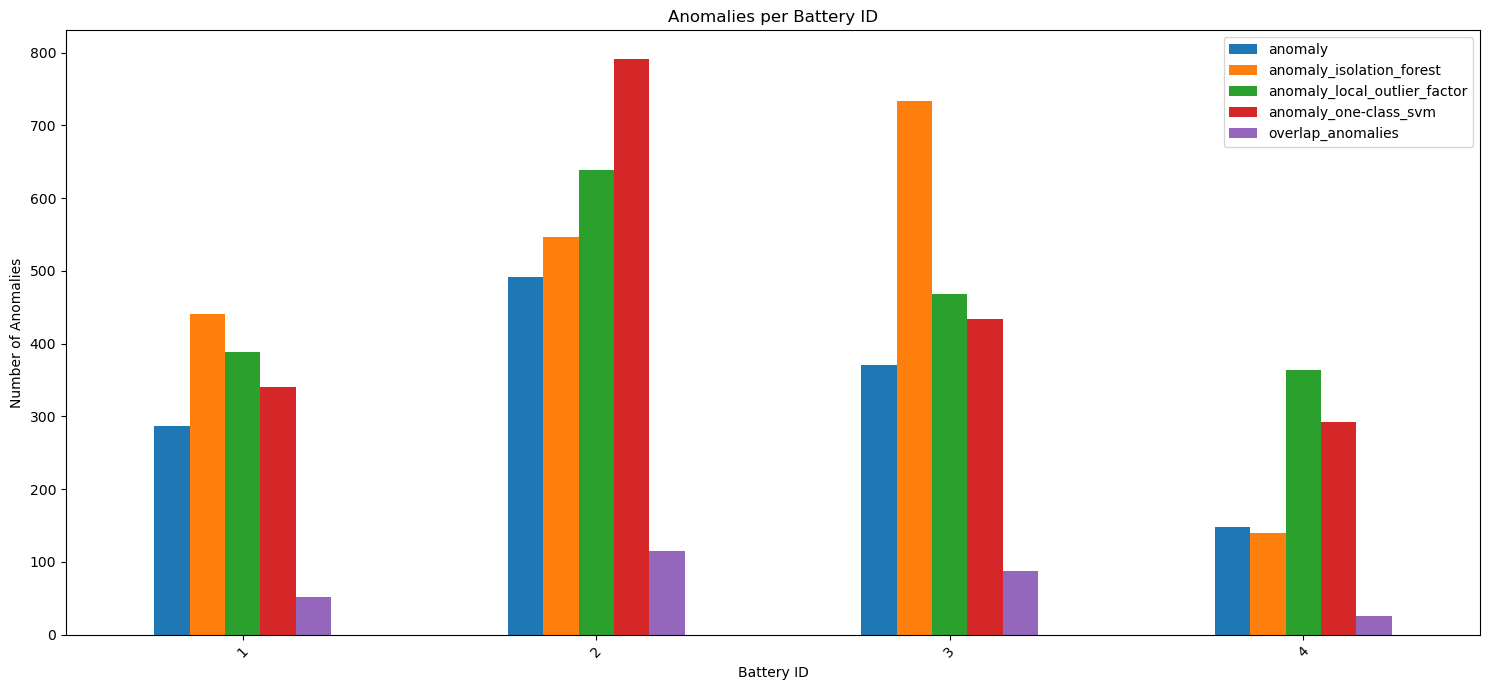 Anomalies per Battery ID
anomaly
anomaly_isolation_forest
anomaly_local_outlier_factor
anomaly_one-class_svm
overlap_anomalies
Number of Anomalies
800
700
600
500
400
300
200
100
0
1
2
3
4
Battery ID